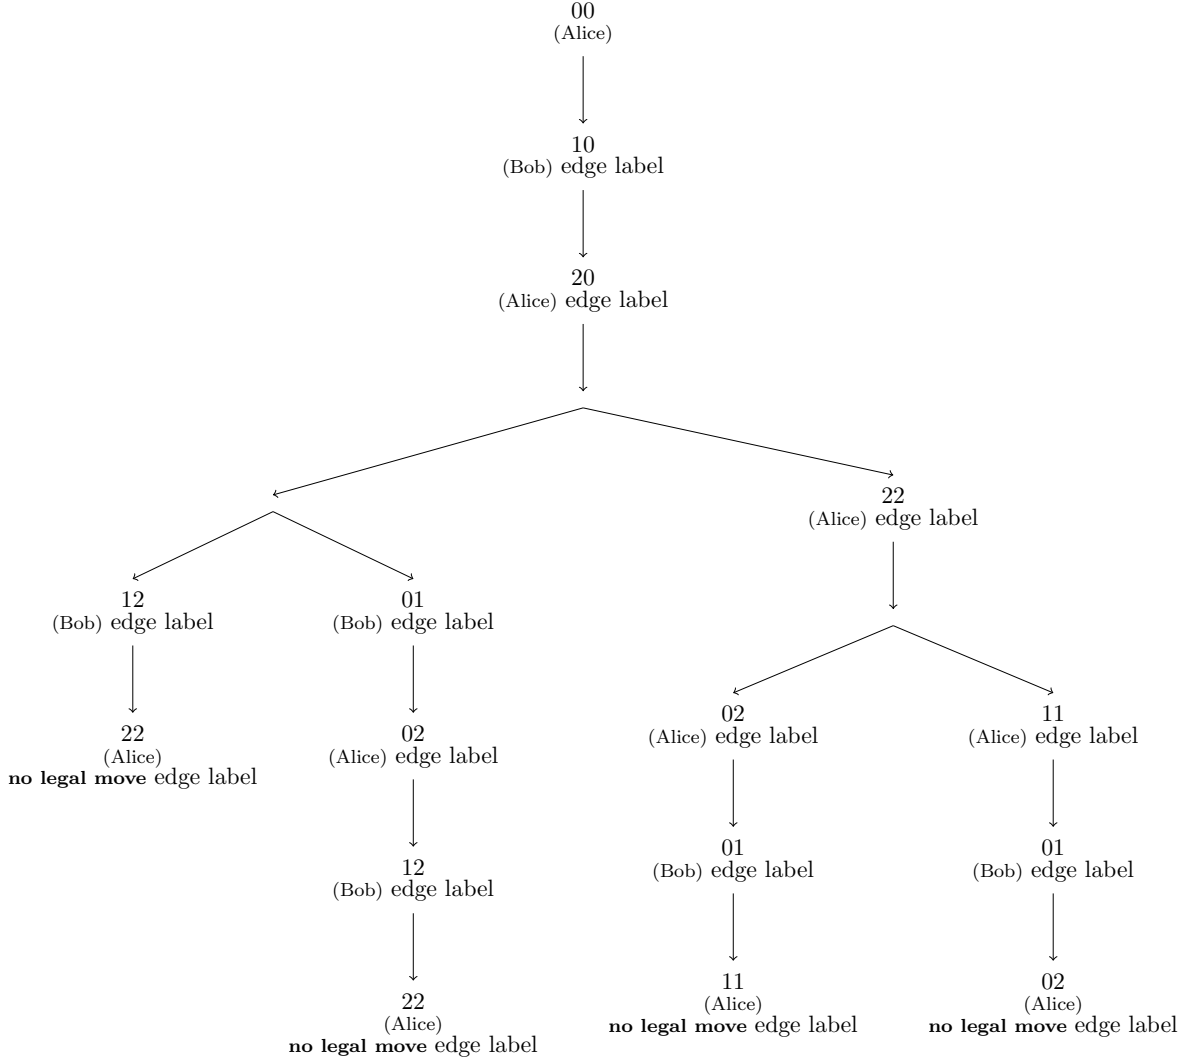 00
(Alice)
10
(Bob) edge label
20
(Alice) edge label
22
(Alice) edge label
12
(Bob) edge label
01
(Bob) edge label
22
(Alice)
no legal move edge label
02
(Alice) edge label
12
(Bob) edge label
22
(Alice)
no legal move edge label
02
(Alice) edge label
11
(Alice) edge label
01
(Bob) edge label
01
(Bob) edge label
11
(Alice)
no legal move edge label
02
(Alice)
no legal move edge label